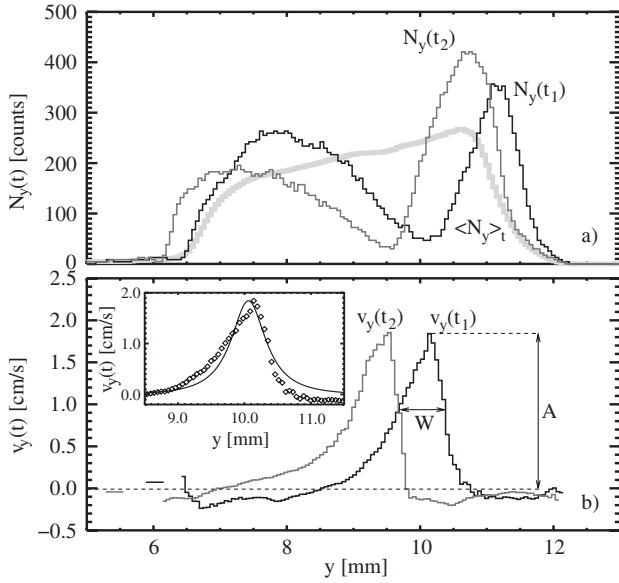 500
400
300
200
100
0
N_y(t) [counts]
N_y(t_2)
N_y(t_1)
<N_y>_t
a)
2.5
2.0
1.5
1.0
0.5
0.0
−0.5
v_y(t) [cm/s]
2.0
1.0
0.0
v_y(t) [cm/s]
9.0 10.0 11.0
y [mm]
v_y(t_2)
v_y(t_1)
W
A
b)
6 8 10 12
y [mm]